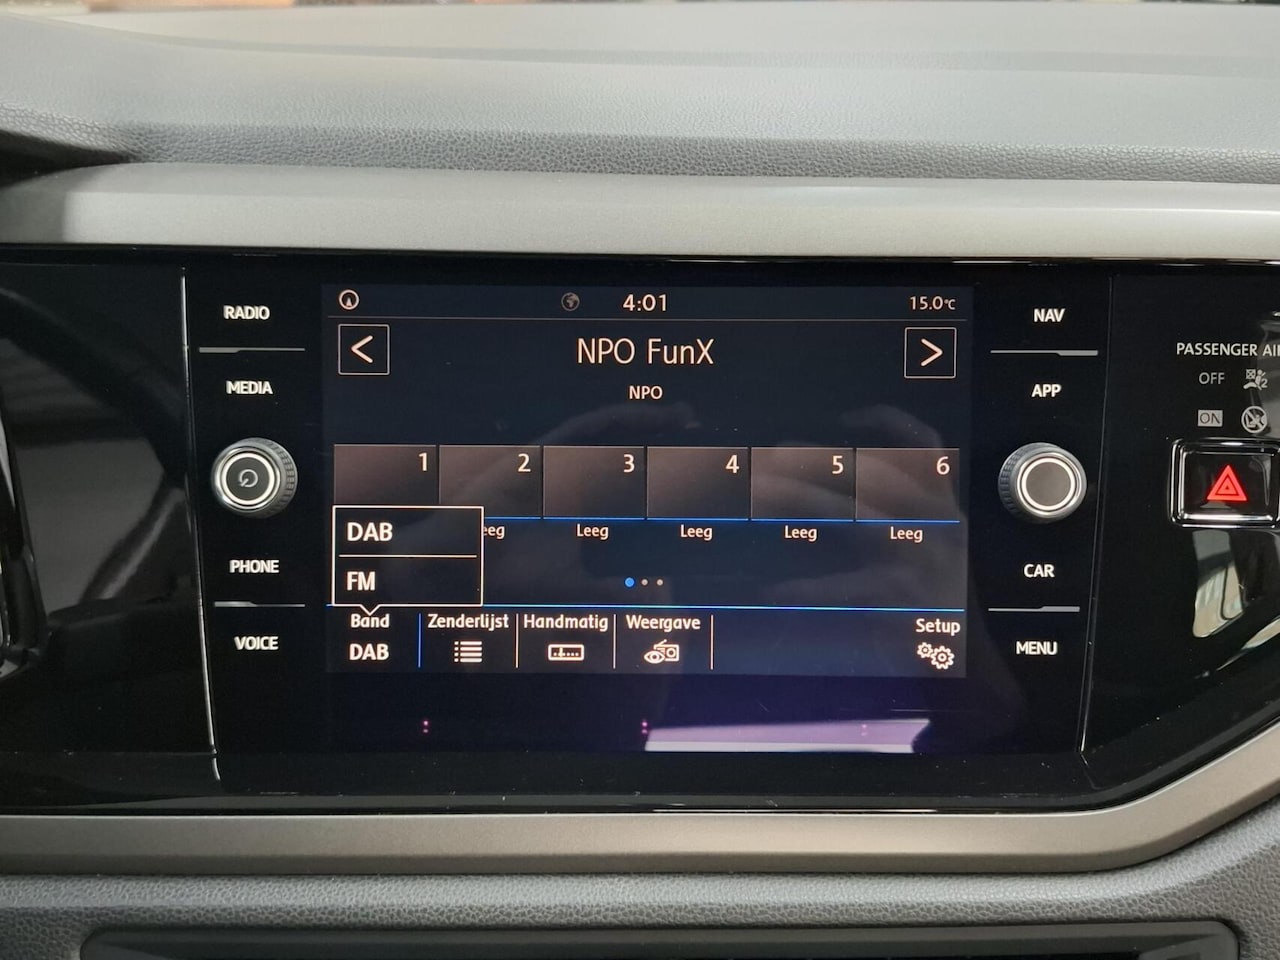 RADIO
MEDIA
PHONE
VOICE
4:01
15.0°C
NPO FunX
NPO
1 2 3 4 5 6
Leeg Leeg Leeg Leeg
DAB
FM
Band
DAB
Zenderlijst
Handmatig
Weergave
Setup
NAV
APP
CAR
MENU
PASSENGER AI
OFF
ON